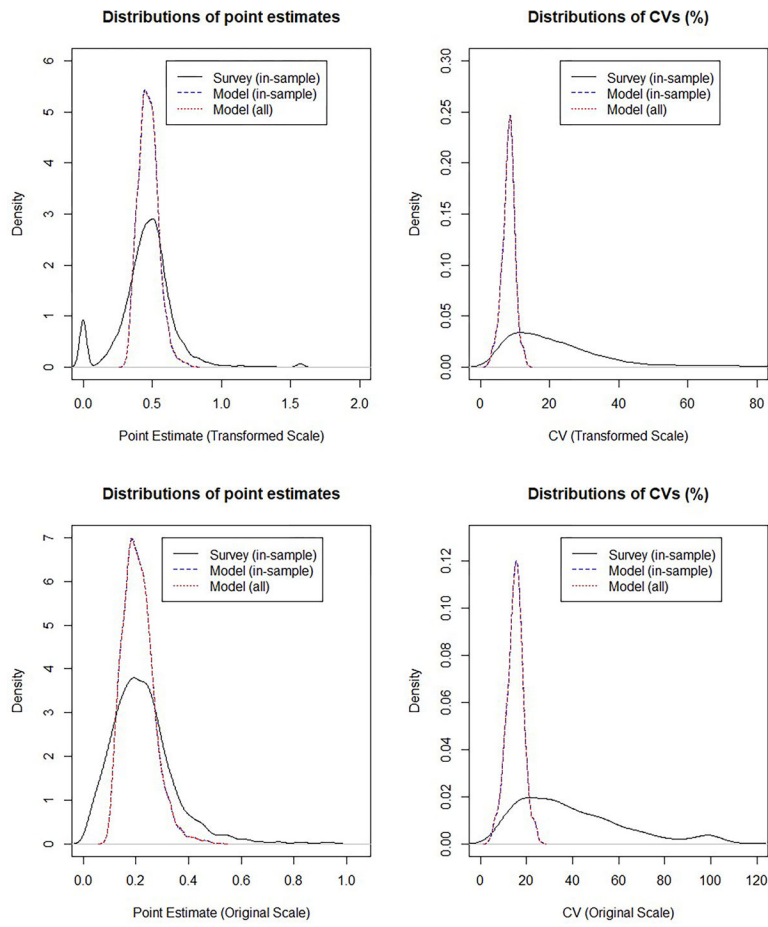 Distributions of point estimates
Density
0 1 2 3 4 5 6
Survey (in-sample)
Model (in-sample)
Model (all)
0.0 0.5 1.0 1.5 2.0
Point Estimate (Transformed Scale)
Distributions of CVs (%)
Density
0.00 0.05 0.10 0.15 0.20 0.25 0.30
Survey (in-sample)
Model (in-sample)
Model (all)
0 20 40 60 80
CV (Transformed Scale)
Distributions of point estimates
Density
0 1 2 3 4 5 6 7
Survey (in-sample)
Model (in-sample)
Model (all)
0.0 0.2 0.4 0.6 0.8 1.0
Point Estimate (Original Scale)
Distributions of CVs (%)
Density
0.00 0.02 0.04 0.06 0.08 0.10 0.12
Survey (in-sample)
Model (in-sample)
Model (all)
0 20 40 60 80 100 120
CV (Original Scale)